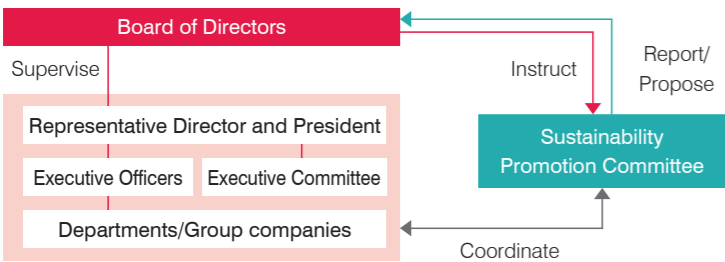 Board of Directors
Supervise
Instruct
Report/
Propose
Representative Director and President
Executive Officers
Executive Committee
Departments/Group companies
Sustainability
Promotion Committee
Coordinate